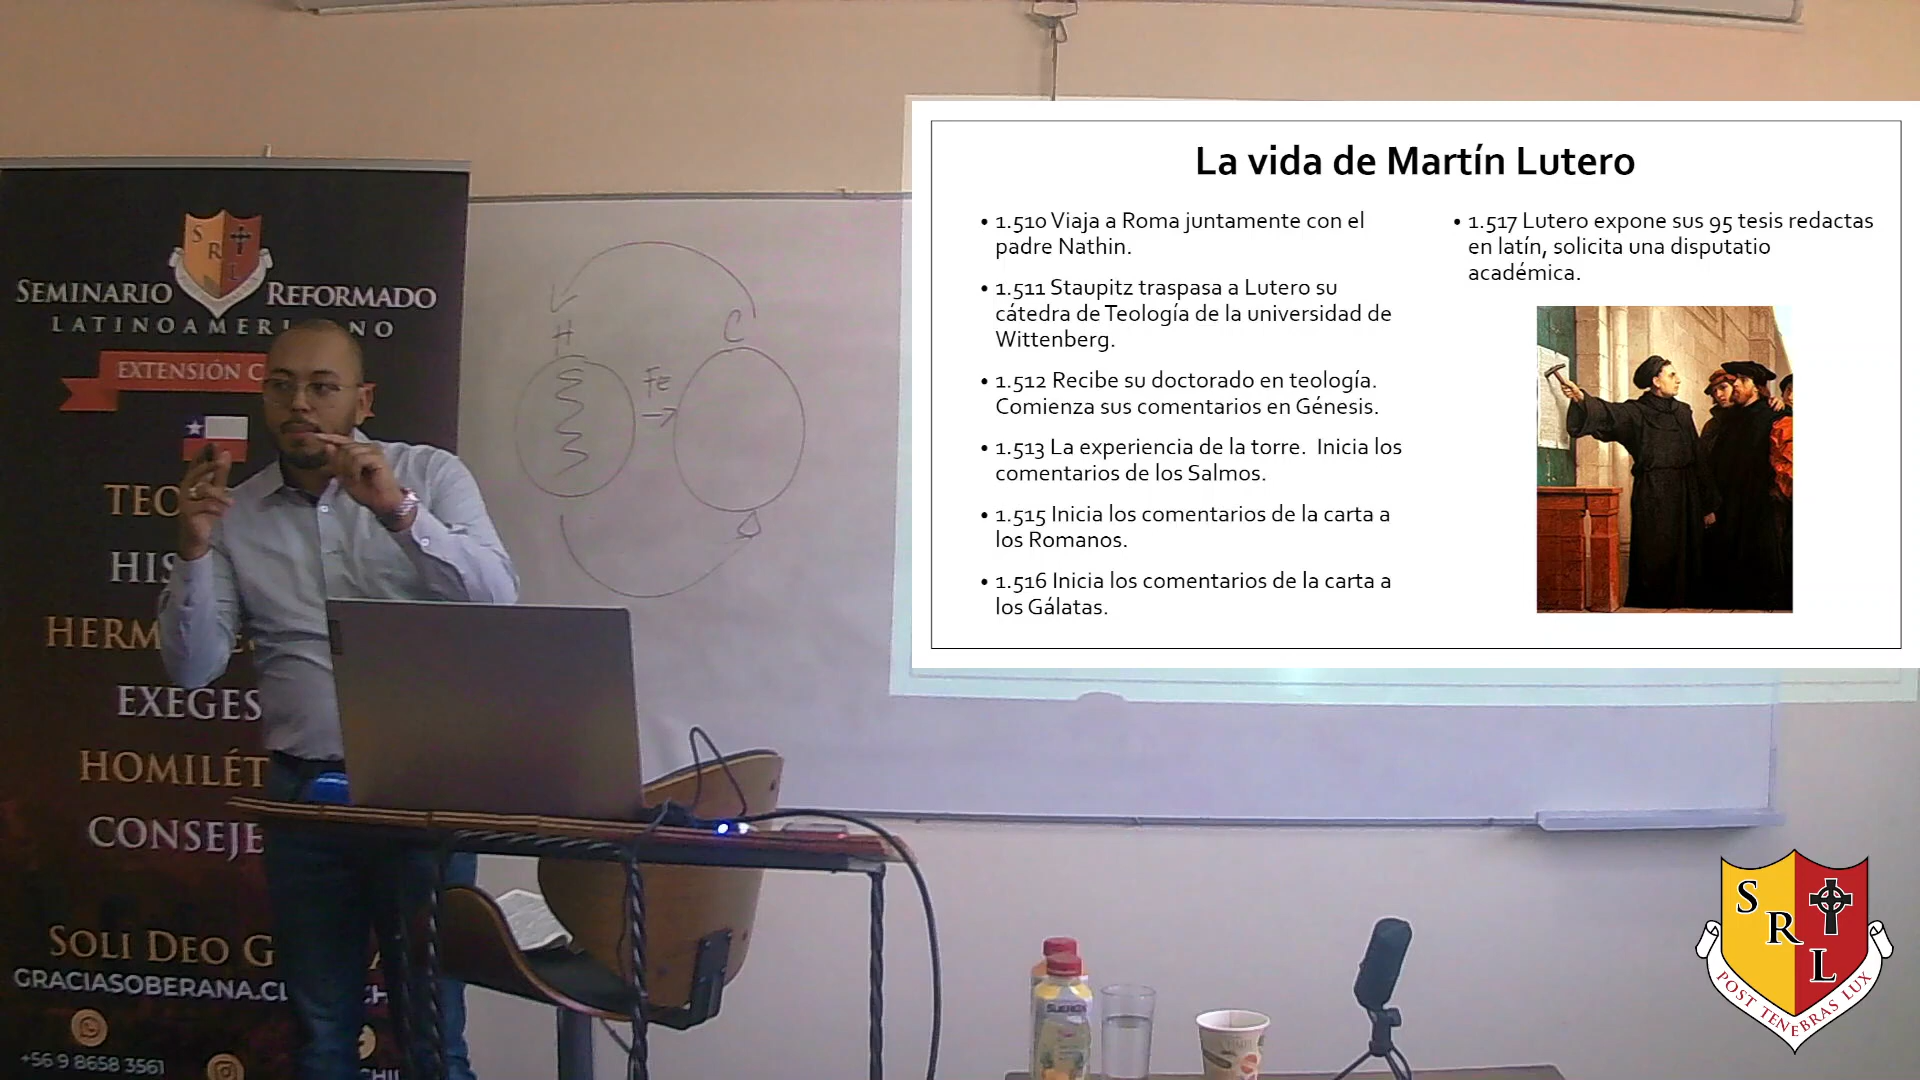 SEMINARIO REFORMADO
LATINOAMERI NO
EXTENSIÓN C
TEO
HIS
HERM
EXEGES
HOMILÉT
CONSEJE
SOLI DEO G A
GRACIASOBERANA.CL
+56 9 8658 3561
H
C
Fe
La vida de Martín Lutero
• 1.510 Viaja a Roma juntamente con el
padre Nathin.
• 1.511 Staupitz traspasa a Lutero su
cátedra de Teología de la universidad de
Wittenberg.
• 1.512 Recibe su doctorado en teología.
Comienza sus comentarios en Génesis.
• 1.513 La experiencia de la torre. Inicia los
comentarios de los Salmos.
• 1.515 Inicia los comentarios de la carta a
los Romanos.
• 1.516 Inicia los comentarios de la carta a
los Gálatas.
• 1.517 Lutero expone sus 95 tesis redactas
en latín, solicita una disputatio
académica.
S
R
L
POST TENEBRAS LUX